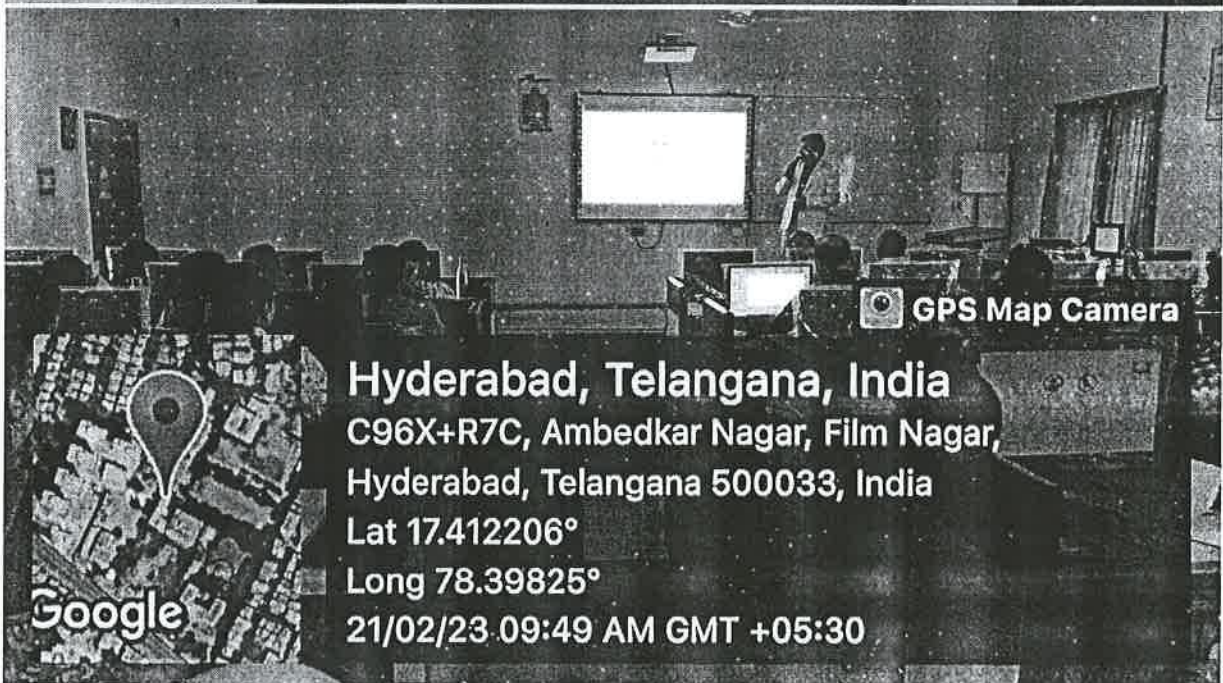 GPS Map Camera
Hyderabad, Telangana, India
C96X+R7C, Ambedkar Nagar, Film Nagar,
Hyderabad, Telangana 500033, India
Lat 17.412206°
Long 78.39825°
21/02/23 09:49 AM GMT +05:30
Google